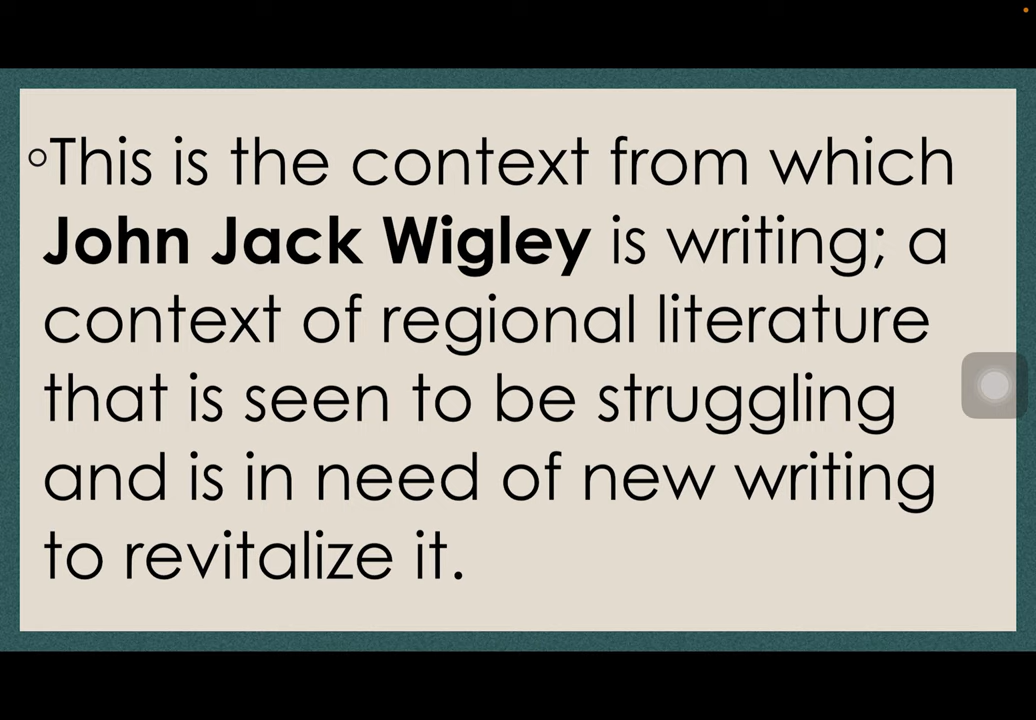 ◦This is the context from which
John Jack Wigley is writing; a
context of regional literature
that is seen to be struggling
and is in need of new writing
to revitalize it.